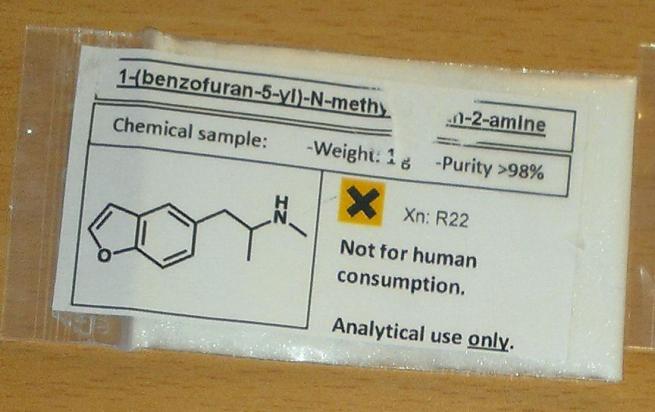 1-(benzofuran-5-yl)-N-methy n-2-amine
Chemical sample: -Weight: 1 g -Purity >98%
H
N
O
Xn: R22
Not for human
consumption.
Analytical use only.